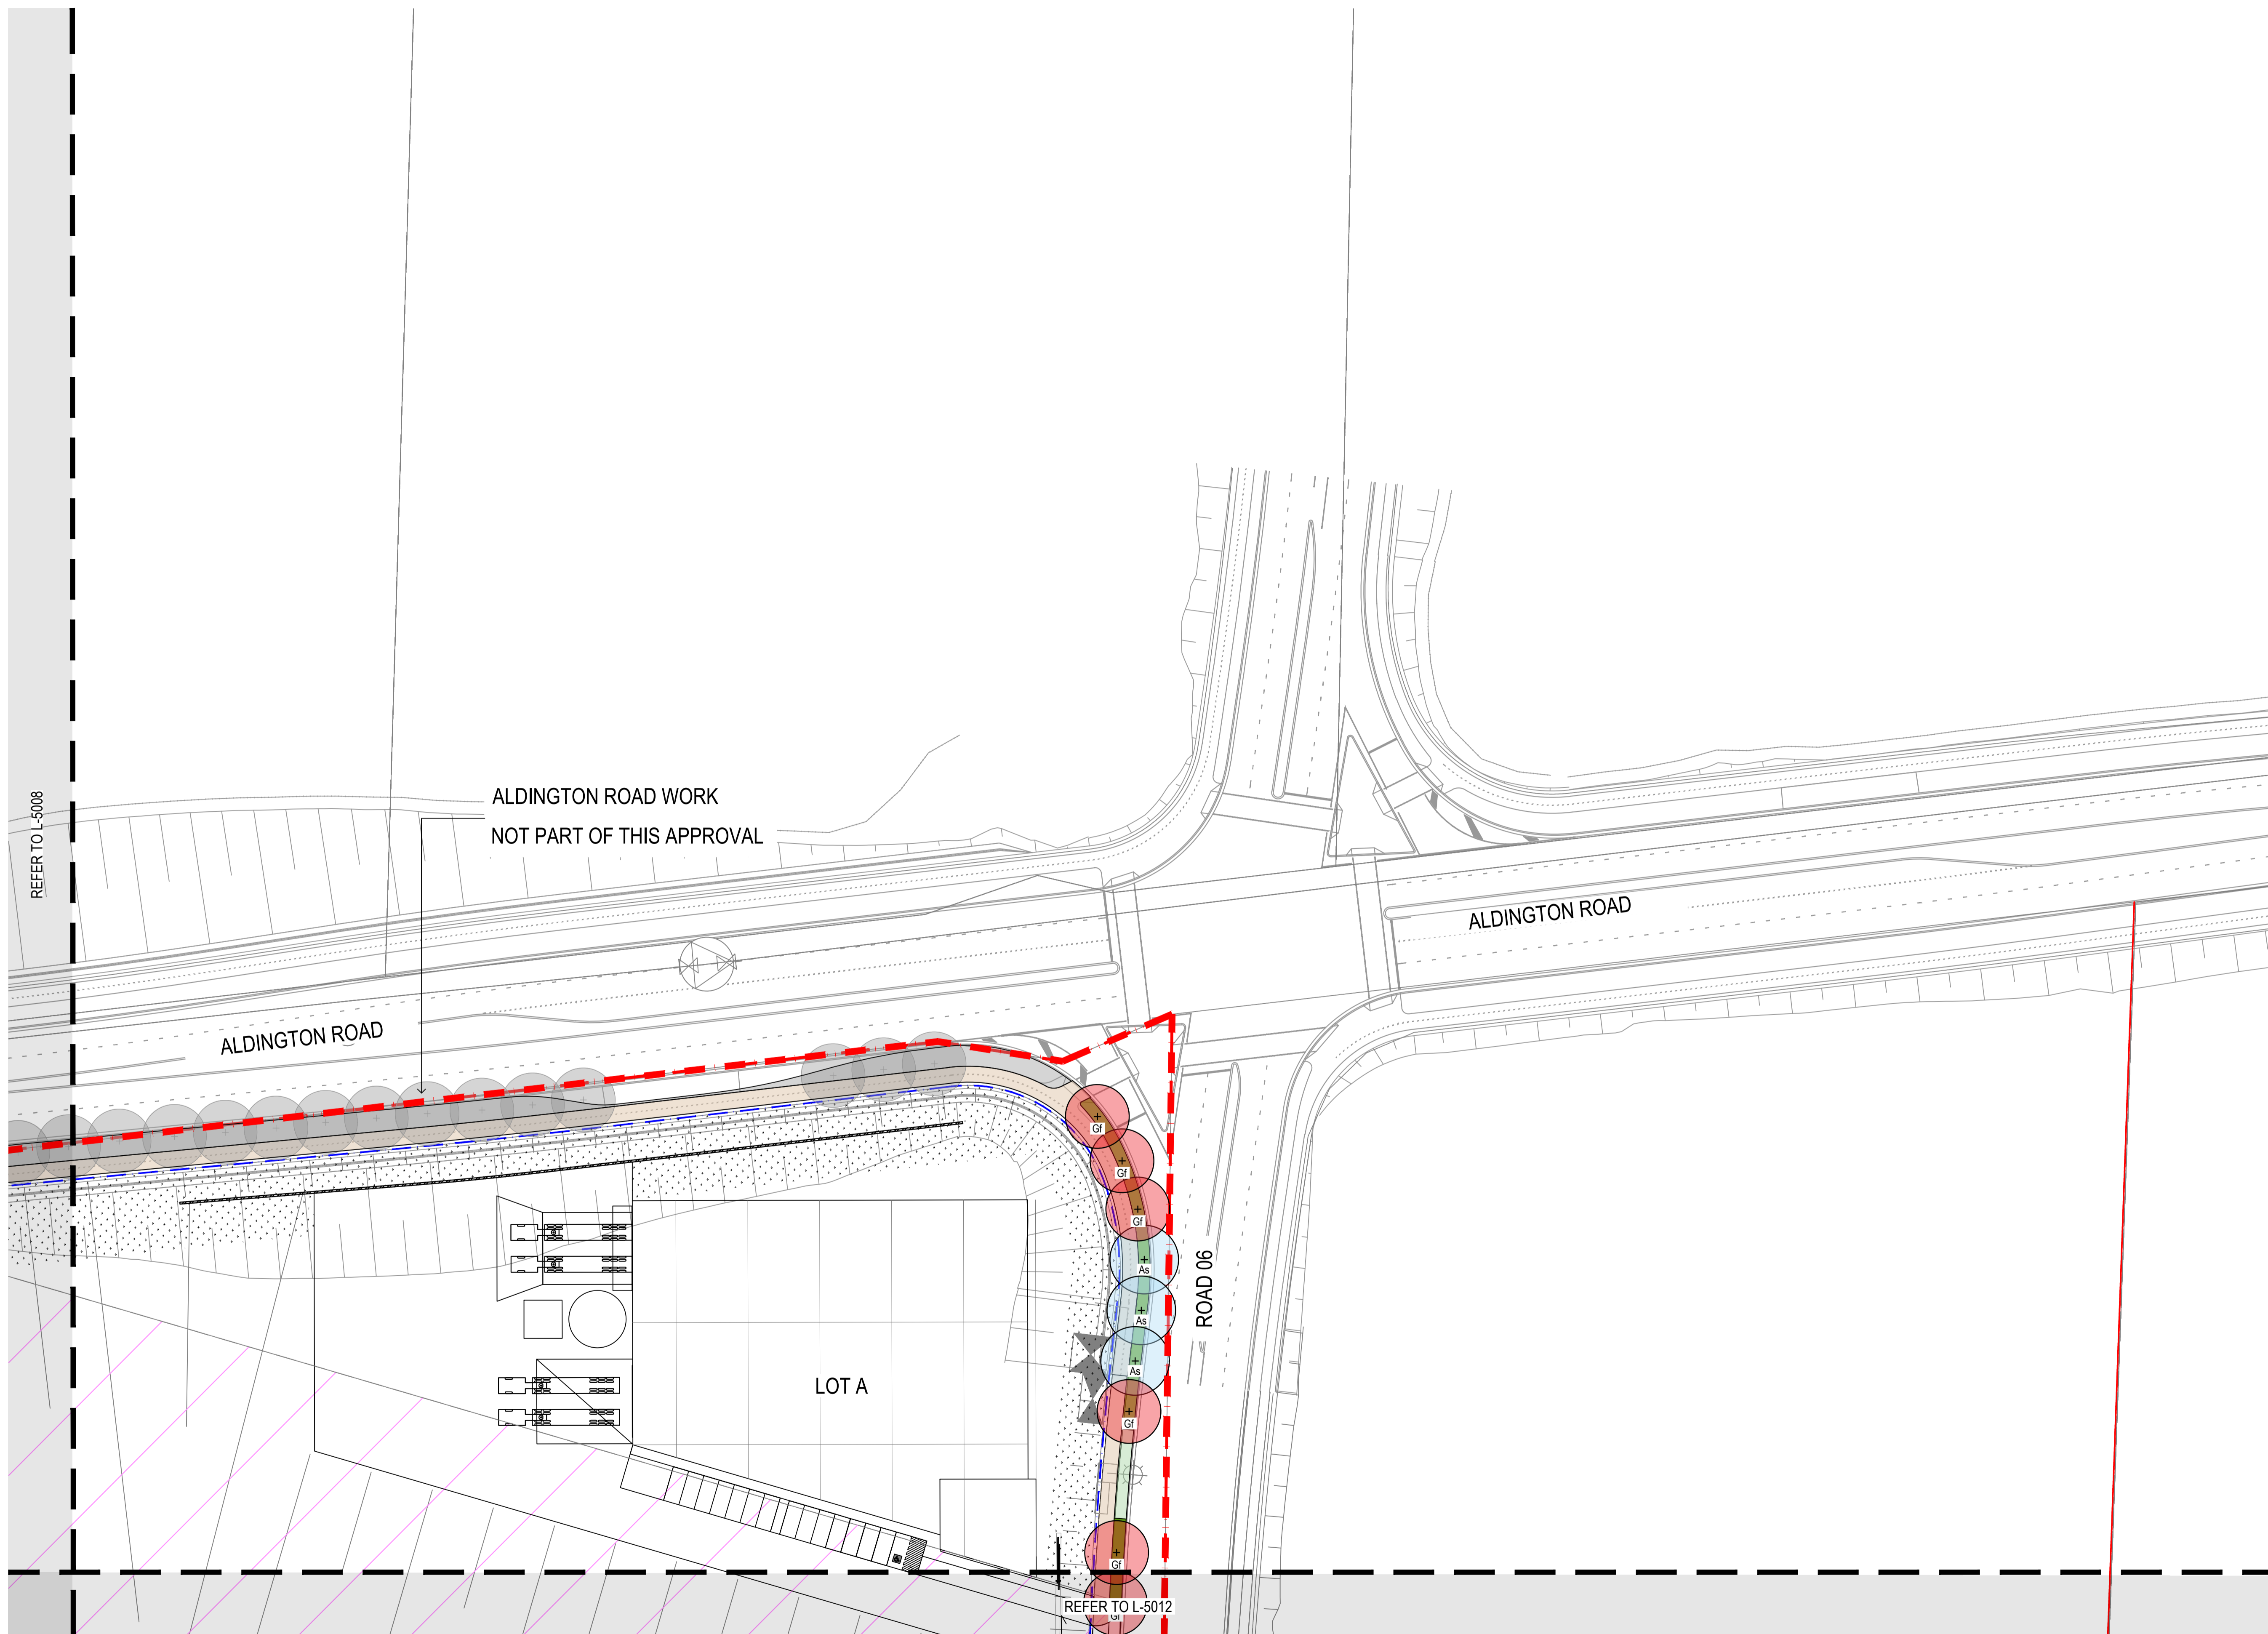 REFER TO L-5008
ALDINGTON ROAD WORK
NOT PART OF THIS APPROVAL
ALDINGTON ROAD
ALDINGTON ROAD
Gf
Gf
Gf
As
As
As
Gf
ROAD 06
LOT A
Gf
REFER TO L-5012
Gf